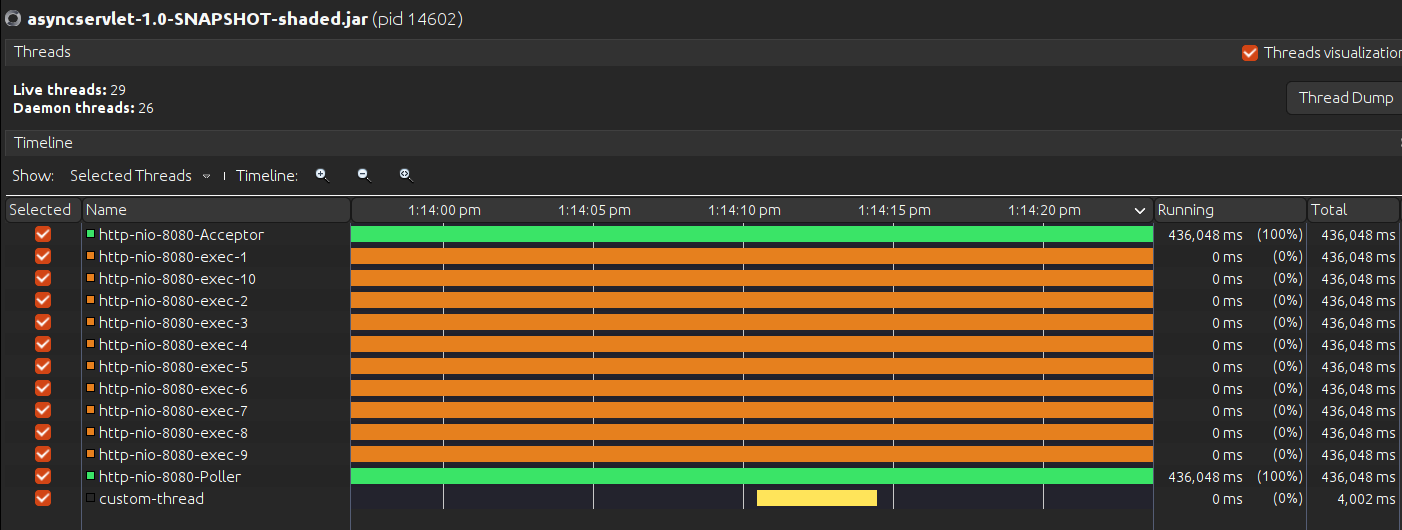 asyncservlet-1.0-SNAPSHOT-shaded.jar (pid 14602)
Threads Threads visualization
Live threads: 29
Daemon threads: 26
Thread Dump
Timeline
Show: Selected Threads Timeline:
Selected Name 1:14:00 pm 1:14:05 pm 1:14:10 pm 1:14:15 pm 1:14:20 pm Running Total
http-nio-8080-Acceptor 436,048 ms (100%) 436,048 ms
http-nio-8080-exec-1 0 ms (0%) 436,048 ms
http-nio-8080-exec-10 0 ms (0%) 436,048 ms
http-nio-8080-exec-2 0 ms (0%) 436,048 ms
http-nio-8080-exec-3 0 ms (0%) 436,048 ms
http-nio-8080-exec-4 0 ms (0%) 436,048 ms
http-nio-8080-exec-5 0 ms (0%) 436,048 ms
http-nio-8080-exec-6 0 ms (0%) 436,048 ms
http-nio-8080-exec-7 0 ms (0%) 436,048 ms
http-nio-8080-exec-8 0 ms (0%) 436,048 ms
http-nio-8080-exec-9 0 ms (0%) 436,048 ms
http-nio-8080-Poller 436,048 ms (100%) 436,048 ms
custom-thread 0 ms (0%) 4,002 ms